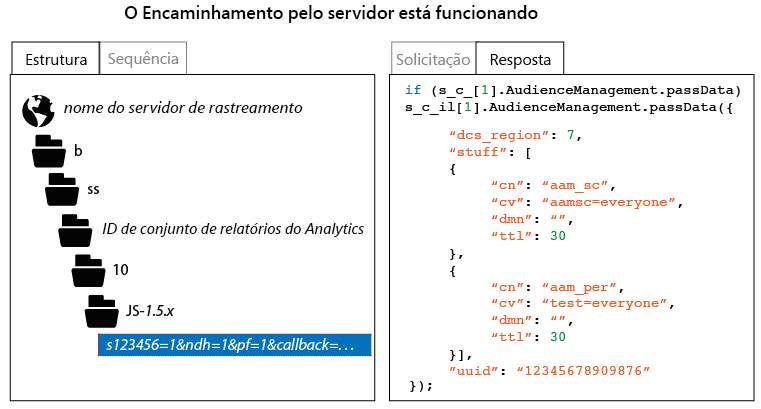 O Encaminhamento pelo servidor está funcionando
Estrutura
Sequência
nome do servidor de rastreamento
b
ss
ID de conjunto de relatórios do Analytics
10
JS-1.5.x
s123456=1&ndh=1&pf=1&callback=...
Solicitação
Resposta
if (s_c_[1].AudienceManagement.passData)
s_c_il[1].AudienceManagement.passData({
“dcs_region”: 7,
“stuff”: [
{
“cn”: “aam_sc”,
“cv”: “aamsc=everyone”,
“dmn”: “”,
“ttl”: 30
},
{
“cn”: “aam_per”,
“cv”: “test=everyone”,
“dmn”: “”,
“ttl”: 30
}],
"uuid”: “12345678909876”
});